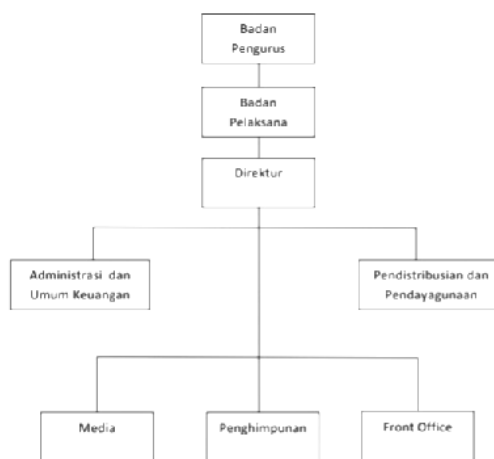 Badan
Pengurus
Badan
Pelaksana
Direktur
Administrasi dan
Umum Keuangan
Pendistribusian dan
Pendayagunaan
Media
Penghimpunan
Front Office